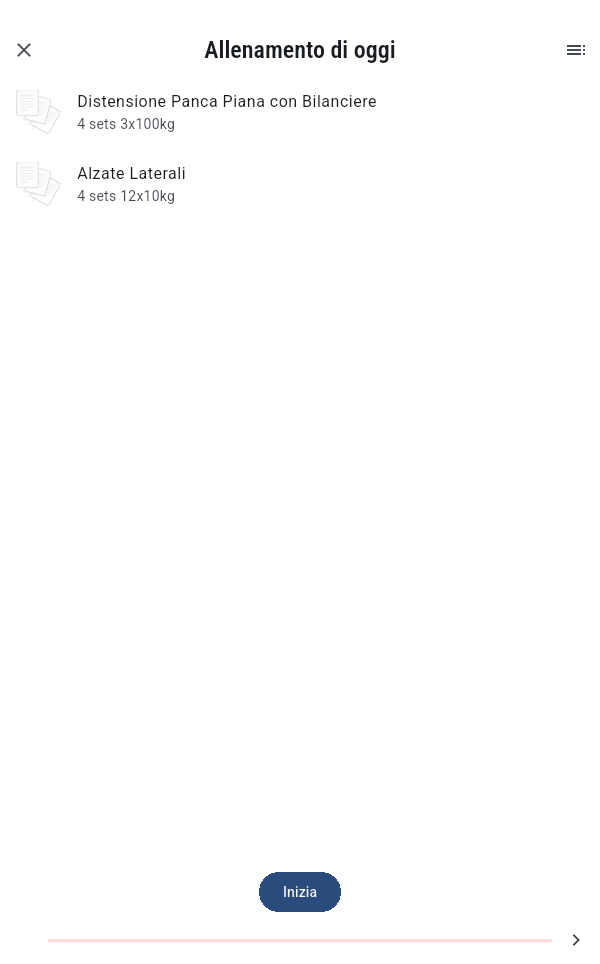 Allenamento di oggi
Distensione Panca Piana con Bilanciere
4 sets 3x100kg
Alzate Laterali
4 sets 12x10kg
Inizia